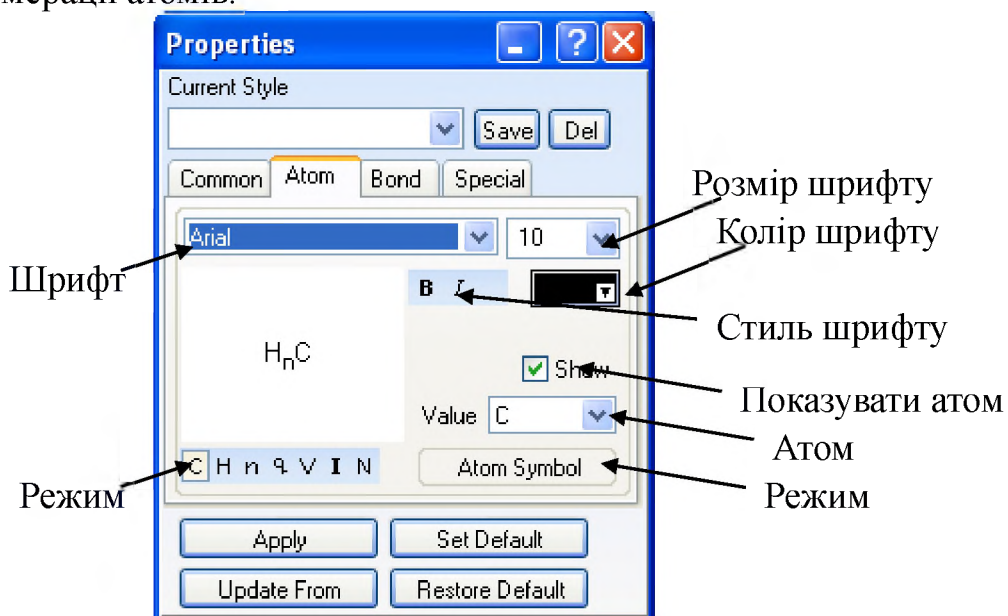 мерації атомів.
Properties
Current Style
Save Del
Common Atom Bond Special
Розмір шрифту
Arial 10
Колір шрифту
Шрифт
B I
Стиль шрифту
HnC
Show
Показувати атом
Value C
Атом
C H n q V I N
Atom Symbol
Режим
Режим
Apply Set Default
Update From Restore Default